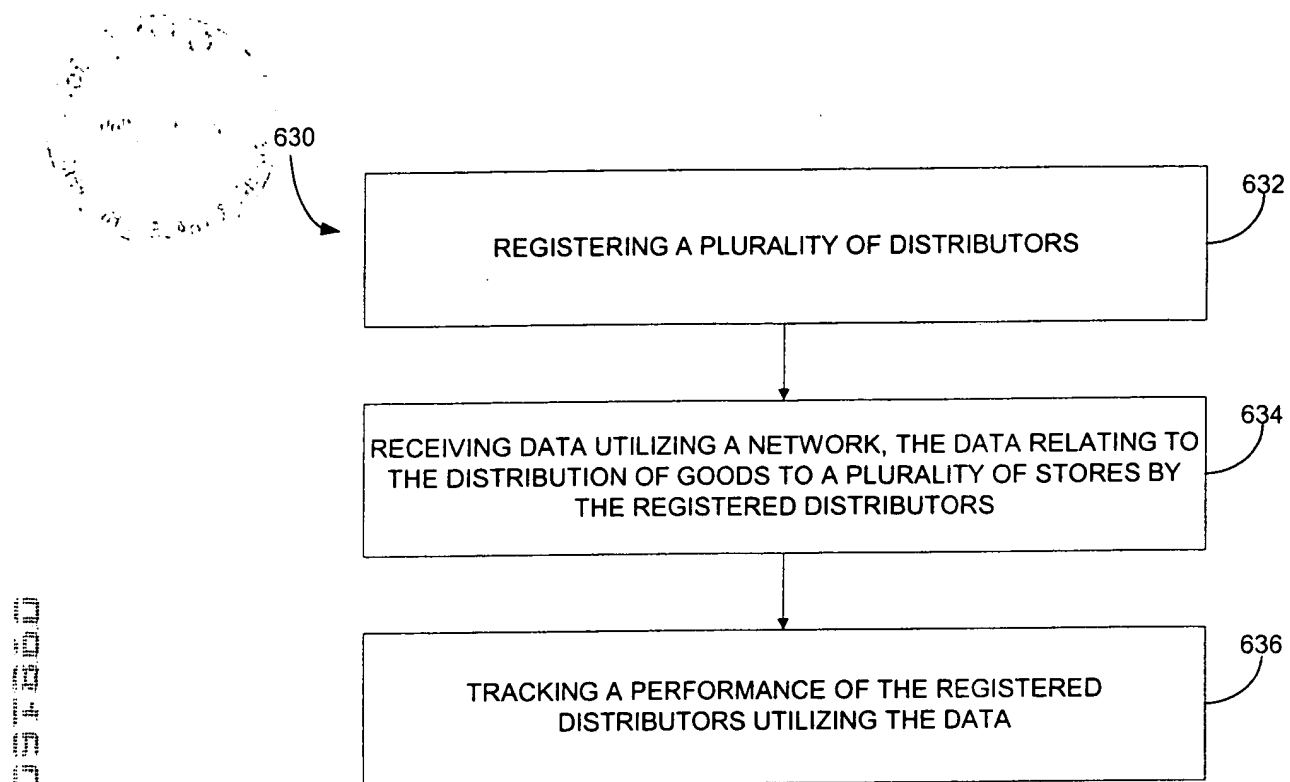 630
632
REGISTERING A PLURALITY OF DISTRIBUTORS
634
RECEIVING DATA UTILIZING A NETWORK, THE DATA RELATING TO
THE DISTRIBUTION OF GOODS TO A PLURALITY OF STORES BY
THE REGISTERED DISTRIBUTORS
636
TRACKING A PERFORMANCE OF THE REGISTERED
DISTRIBUTORS UTILIZING THE DATA